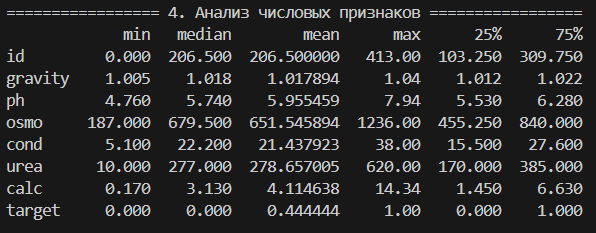 ================= 4. Анализ числовых признаков =================
min median mean max 25% 75%
id 0.000 206.500 206.500000 413.00 103.250 309.750
gravity 1.005 1.018 1.017894 1.04 1.012 1.022
ph 4.760 5.740 5.955459 7.94 5.530 6.280
osmo 187.000 679.500 651.545894 1236.00 455.250 840.000
cond 5.100 22.200 21.437923 38.00 15.500 27.600
urea 10.000 277.000 278.657005 620.00 170.000 385.000
calc 0.170 3.130 4.114638 14.34 1.450 6.630
target 0.000 0.000 0.444444 1.00 0.000 1.000